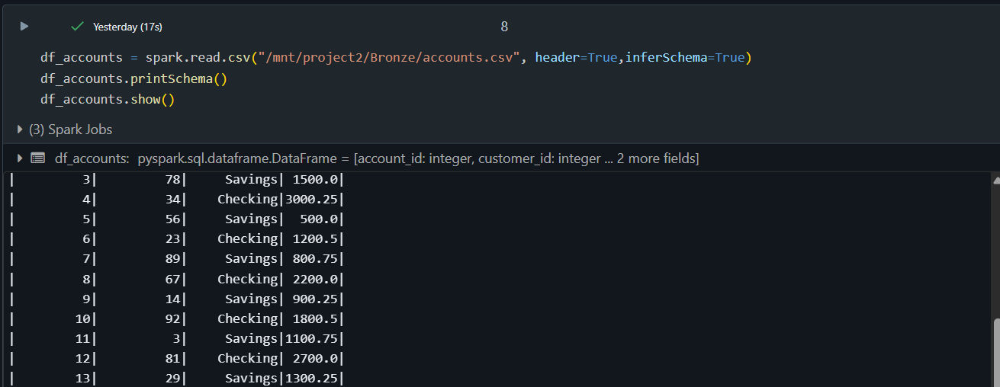 Yesterday (17s) 8
df_accounts = spark.read.csv("/mnt/project2/Bronze/accounts.csv", header=True,inferSchema=True)
df_accounts.printSchema()
df_accounts.show()
(3) Spark Jobs
df_accounts: pyspark.sql.dataframe.DataFrame = [account_id: integer, customer_id: integer ... 2 more fields]
| 3| 78| Savings| 1500.0|
| 4| 34| Checking|3000.25|
| 5| 56| Savings| 500.0|
| 6| 23| Checking| 1200.5|
| 7| 89| Savings| 800.75|
| 8| 67| Checking| 2200.0|
| 9| 14| Savings| 900.25|
| 10| 92| Checking| 1800.5|
| 11| 3| Savings|1100.75|
| 12| 81| Checking| 2700.0|
| 13| 29| Savings|1300.25|